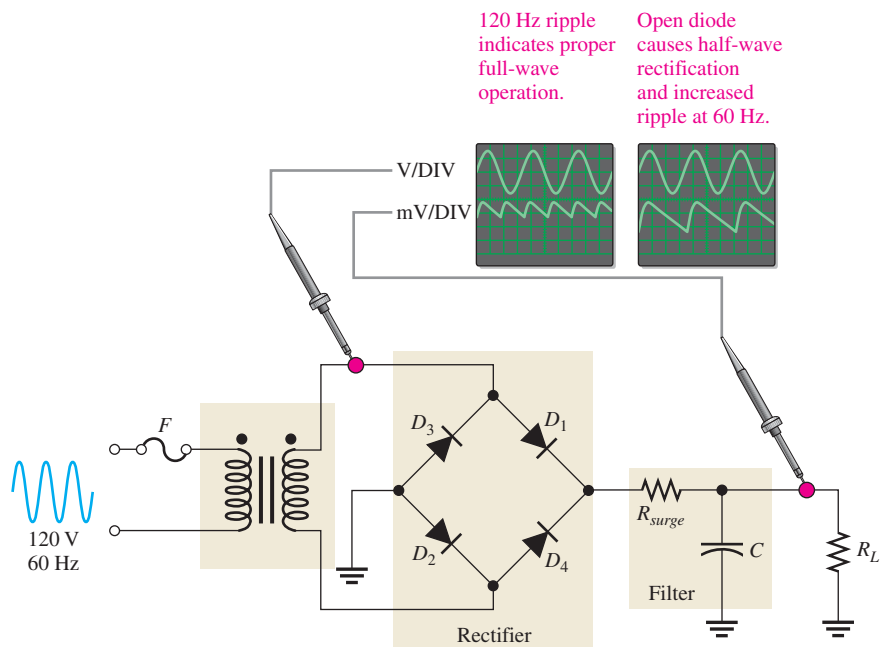 120 Hz ripple
indicates proper
full-wave
operation.
Open diode
causes half-wave
rectification
and increased
ripple at 60 Hz.
V/DIV
mV/DIV
F
D3
D1
120 V
60 Hz
D2
D4
Rsurge
C
RL
Filter
Rectifier